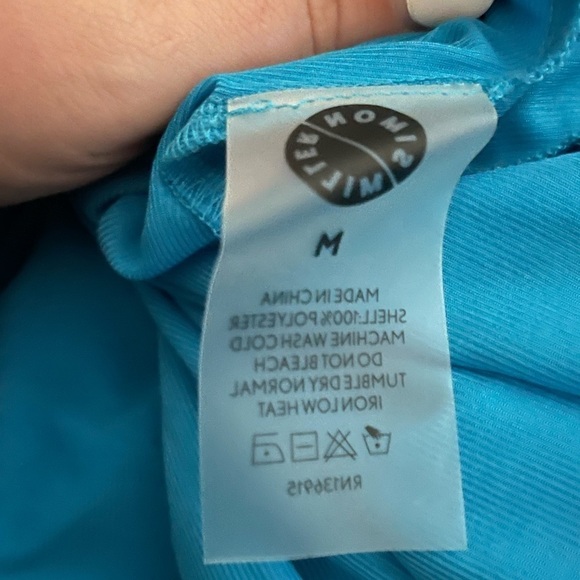 SIMON MILLER
M
MADE IN CHINA
SHELL:100% POLYESTER
MACHINE WASH COLD
DO NOT BLEACH
TUMBLE DRY NORMAL
IRON LOW HEAT
RN136915